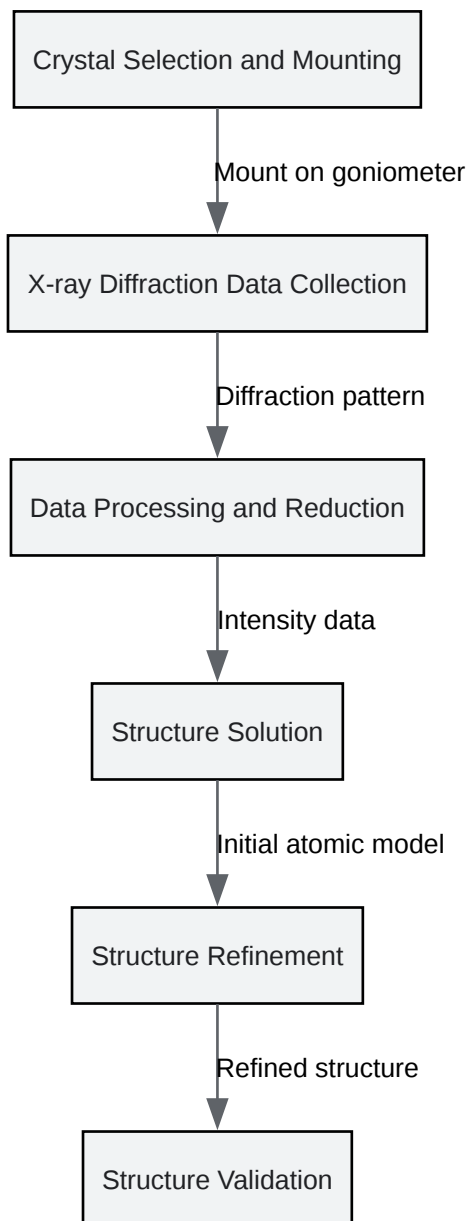 Crystal Selection and Mounting
Mount on goniometer
X-ray Diffraction Data Collection
Diffraction pattern
Data Processing and Reduction
Intensity data
Structure Solution
Initial atomic model
Structure Refinement
Refined structure
Structure Validation